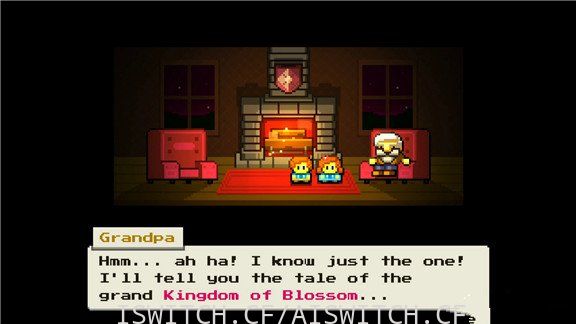 Grandpa
Hmm... ah ha! I know just the one!
I'll tell you the tale of the
grand Kingdom of Blossom...
ISWITCH.CF/AISWITCH.CF